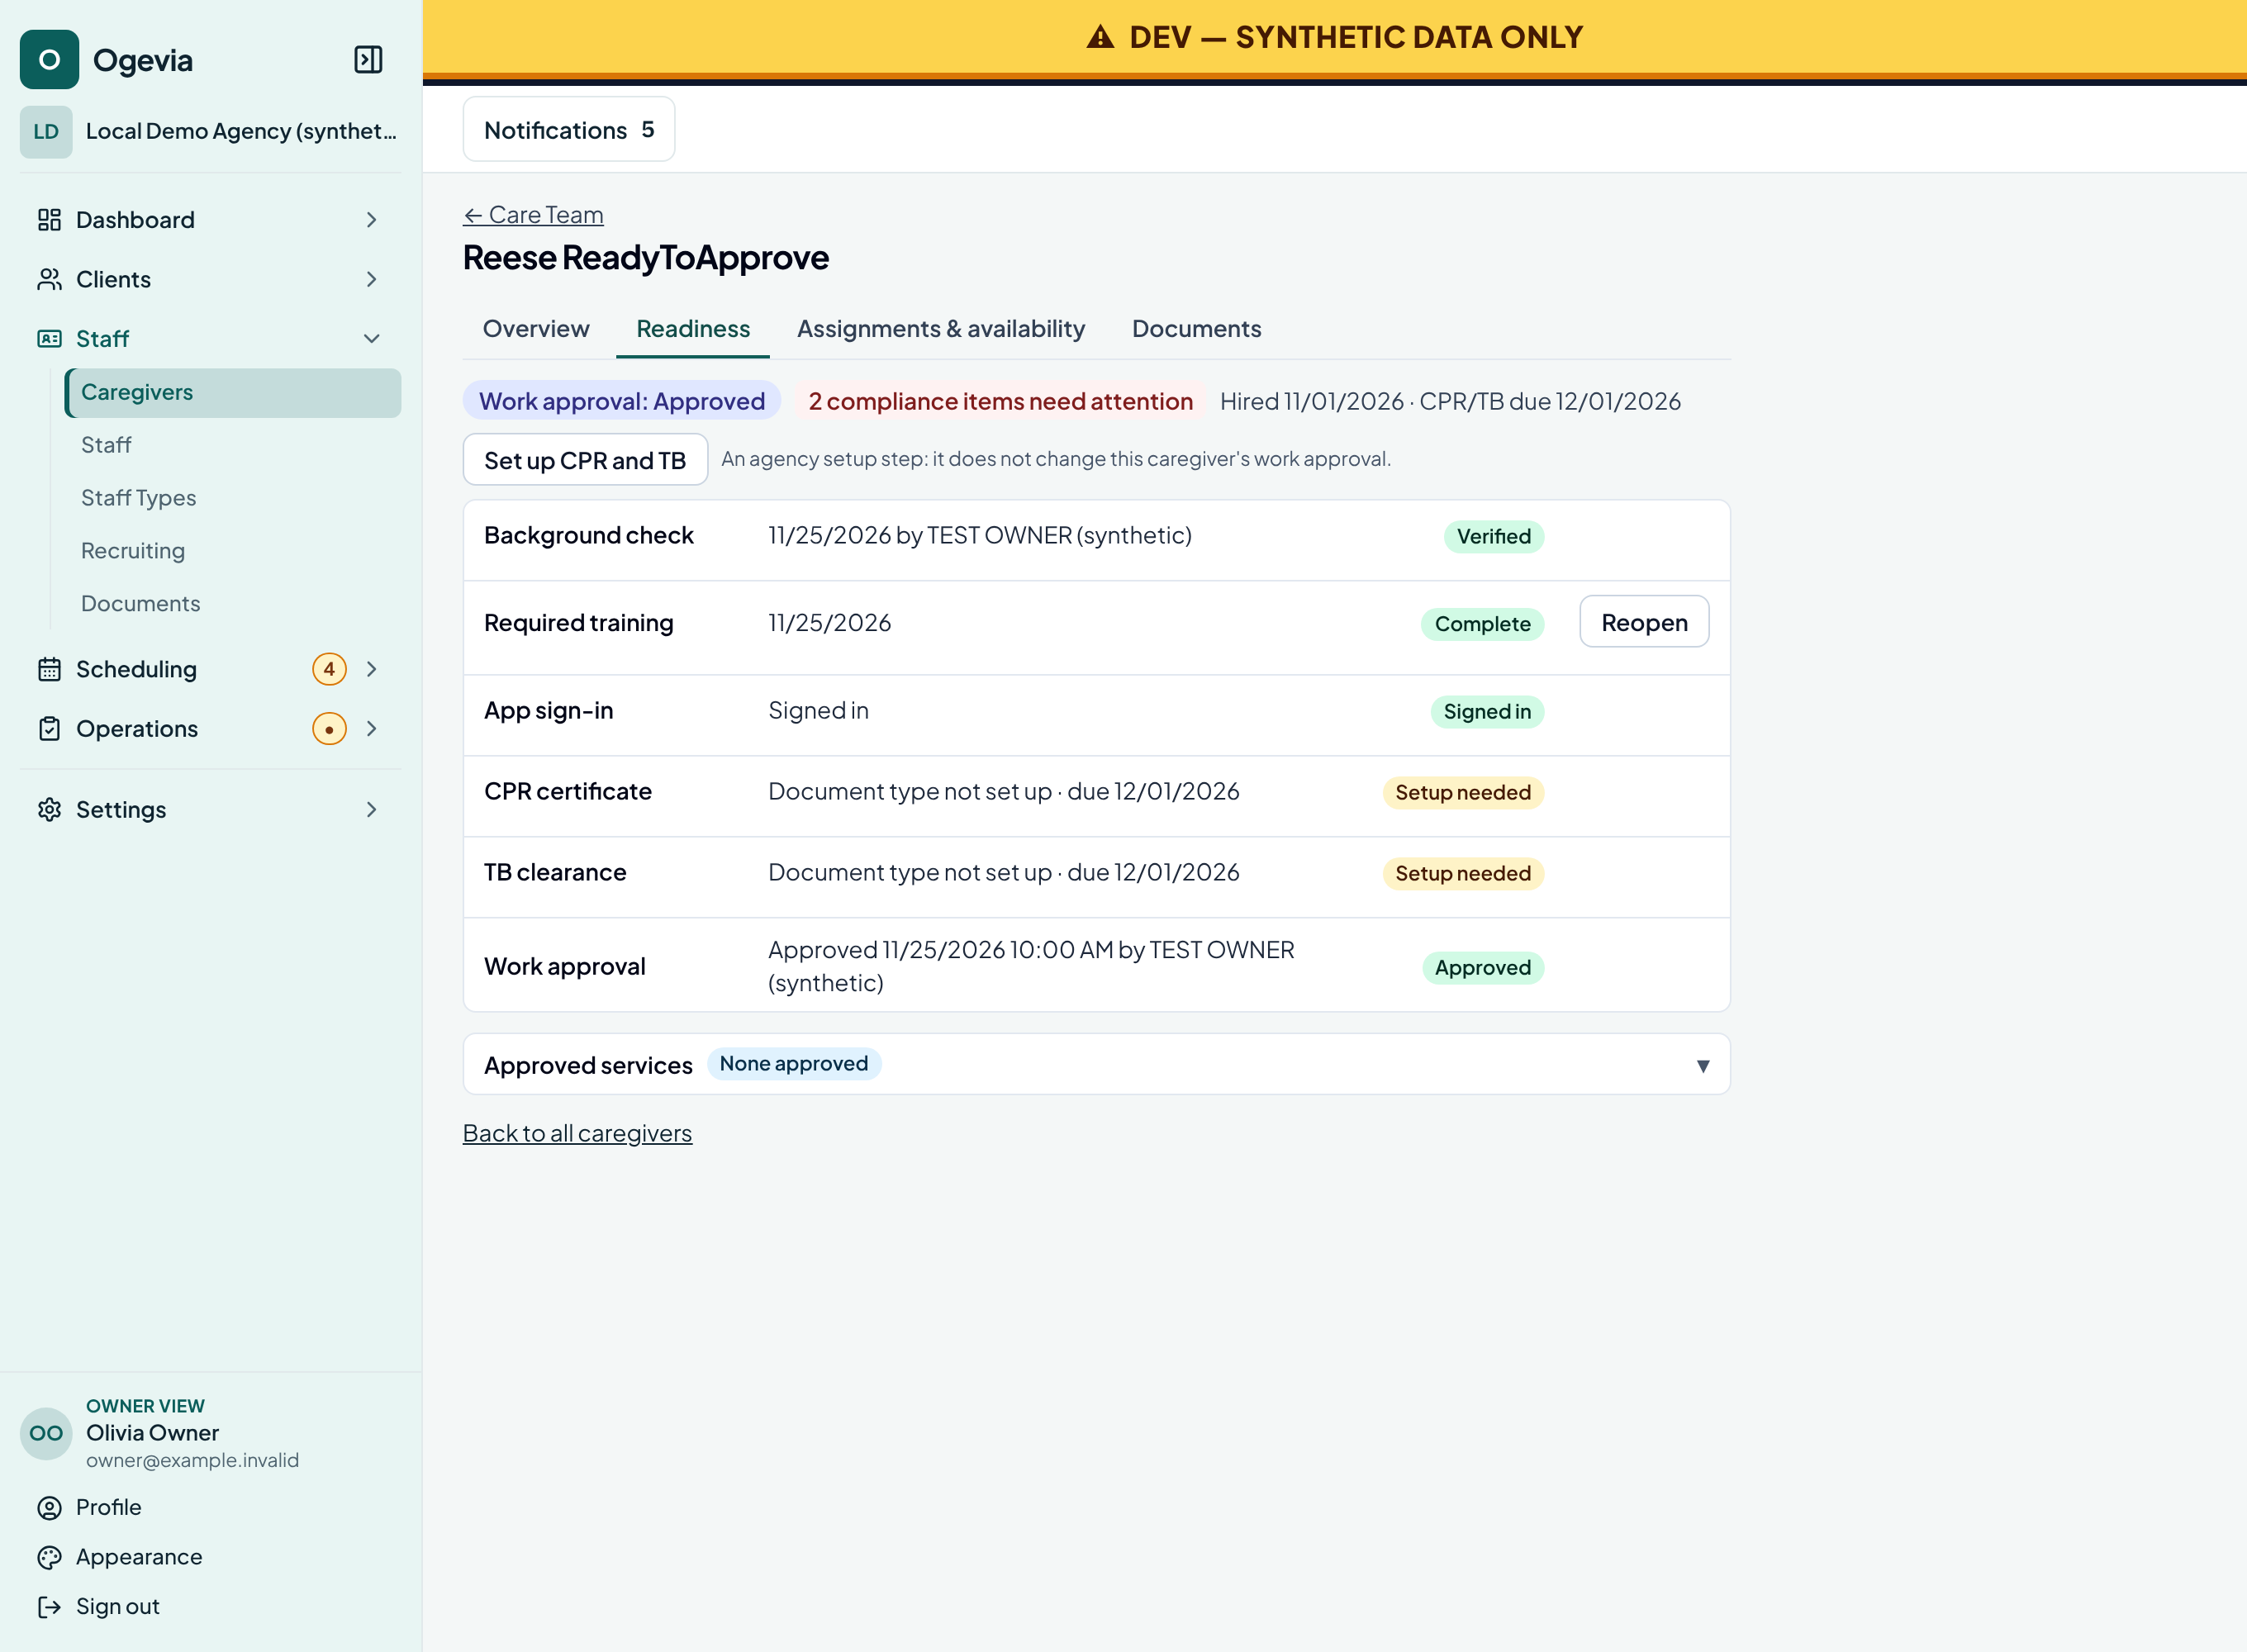 O Ogevia
LD Local Demo Agency (synthet...
Dashboard
Clients
Staff
Caregivers
Staff
Staff Types
Recruiting
Documents
Scheduling 4
Operations
Settings
OWNER VIEW
OO Olivia Owner
owner@example.invalid
Profile
Appearance
Sign out
⚠ DEV — SYNTHETIC DATA ONLY
Notifications 5
← Care Team
Reese ReadyToApprove
Overview Readiness Assignments & availability Documents
Work approval: Approved 2 compliance items need attention Hired 11/01/2026 · CPR/TB due 12/01/2026
Set up CPR and TB An agency setup step: it does not change this caregiver's work approval.
Background check 11/25/2026 by TEST OWNER (synthetic) Verified
Required training 11/25/2026 Complete Reopen
App sign-in Signed in Signed in
CPR certificate Document type not set up · due 12/01/2026 Setup needed
TB clearance Document type not set up · due 12/01/2026 Setup needed
Work approval Approved 11/25/2026 10:00 AM by TEST OWNER (synthetic) Approved
Approved services None approved ▼
Back to all caregivers